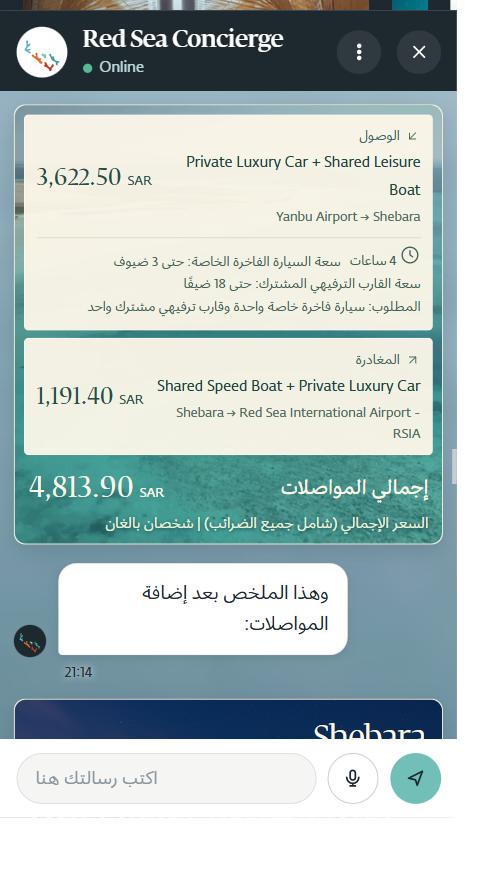 Red Sea Concierge
Online
الوصول
Private Luxury Car + Shared Leisure
Boat
3,622.50 SAR
Yanbu Airport → Shebara
4 ساعات سعة السيارة الفاخرة الخاصة: حتى 3 ضيوف
سعة القارب الترفيهي المشترك: حتى 18 ضيفًا
المطلوب: سيارة فاخرة خاصة واحدة وقارب ترفيهي مشترك واحد
المغادرة
Shared Speed Boat + Private Luxury Car
1,191.40 SAR
Shebara → Red Sea International Airport -
RSIA
إجمالي المواصلات
4,813.90 SAR
السعر الإجمالي (شامل جميع الضرائب) | شخصان بالغان
وهذا الملخص بعد إضافة
المواصلات:
21:14
Shebara
اكتب رسالتك هنا